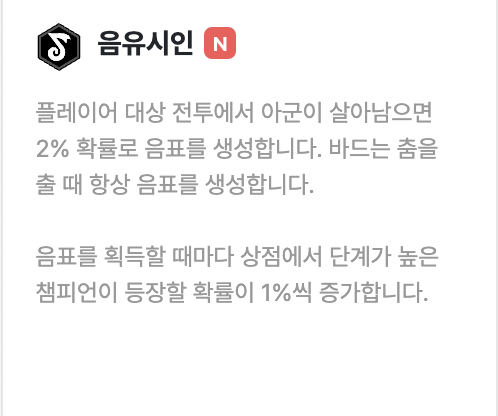 음유시인 N
플레이어 대상 전투에서 아군이 살아남으면
2% 확률로 음표를 생성합니다. 바드는 춤을
출 때 항상 음표를 생성합니다.
음표를 획득할 때마다 상점에서 단계가 높은
챔피언이 등장할 확률이 1%씩 증가합니다.